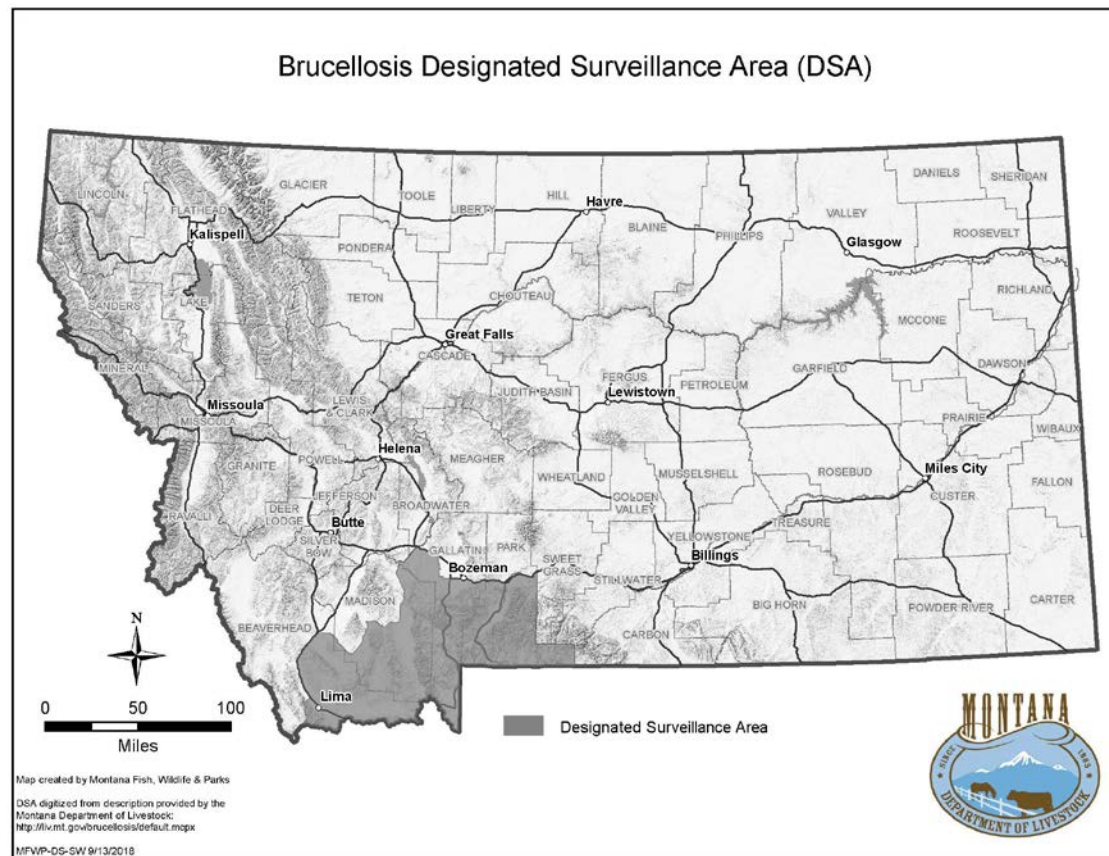 Brucellosis Designated Surveillance Area (DSA)
LINCOLN
FLATHEAD
Kalispell
GLACIER
TOOLE
LIBERTY
HILL
Havre
BLAINE
PHILLIPS
VALLEY
Glasgow
DANIELS
SHERIDAN
ROOSEVELT
RICHLAND
SANDERS
LAKE
PONDERA
TETON
CHOUTEAU
Great Falls
CASCADE
MCCONE
DAWSON
MINERAL
Missoula
MISSOULA
LEWIS
& CLARK
JUDITH BASIN
FERGUS
Lewistown
PETROLEUM
GARFIELD
PRAIRIE
WIBAUX
Helena
GRANITE
POWELL
MEAGHER
WHEATLAND
MUSSELSHELL
ROSEBUD
Miles City
CUSTER
FALLON
RAVALLI
DEER
LODGE
JEFFERSON
BROADWATER
GOLDEN
VALLEY
TREASURE
Butte
SILVER
BOW
GALLATIN
PARK
Bozeman
SWEET
GRASS
STILLWATER
YELLOWSTONE
Billings
BIG HORN
POWDER RIVER
CARTER
BEAVERHEAD
MADISON
CARBON
Lima
N
0 50 100
Miles
Designated Surveillance Area
Map created by Montana Fish, Wildlife & Parks
DSA digitized from description provided by the
Montana Department of Livestock:
http://liv.mt.gov/brucellosis/default.mcpx
MFWP-DS-SW 9/13/2018
MONTANA
SINCE 1885
DEPARTMENT OF LIVESTOCK